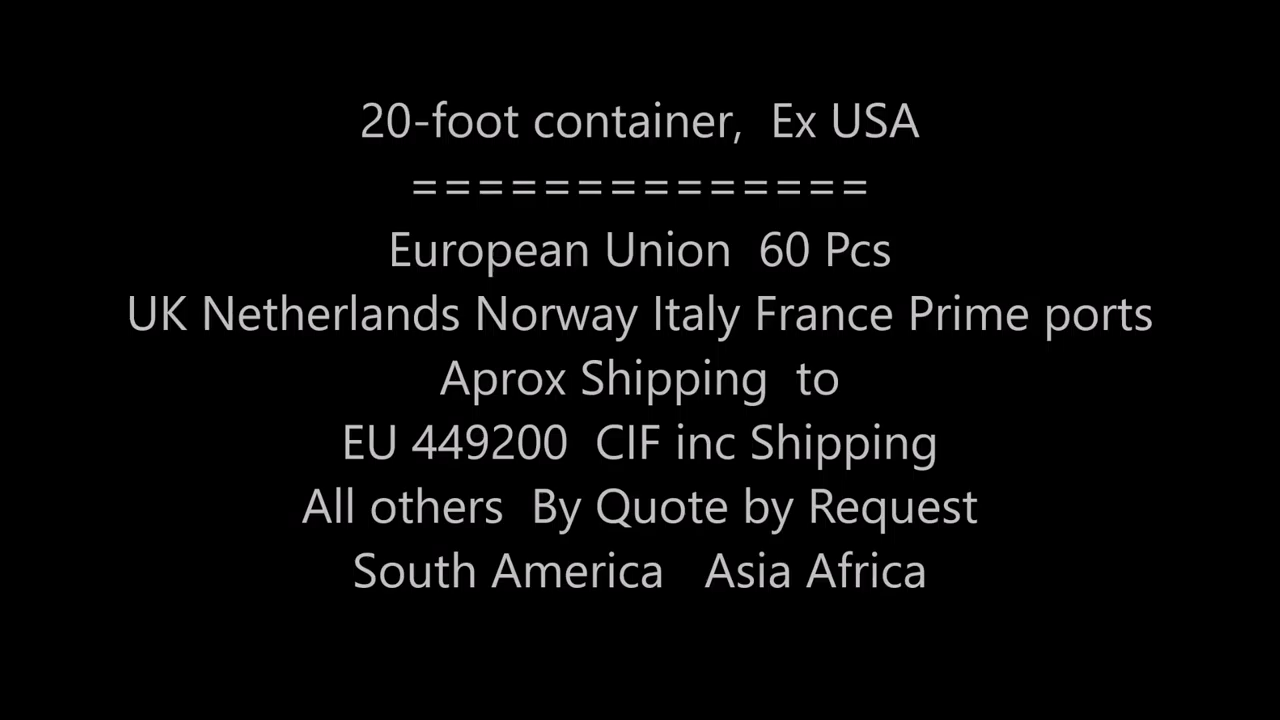 20-foot container,  Ex USA
==============
European Union  60 Pcs
UK Netherlands Norway Italy France Prime ports
Aprox Shipping  to
EU 449200  CIF inc Shipping
All others  By Quote by Request
South America   Asia Africa